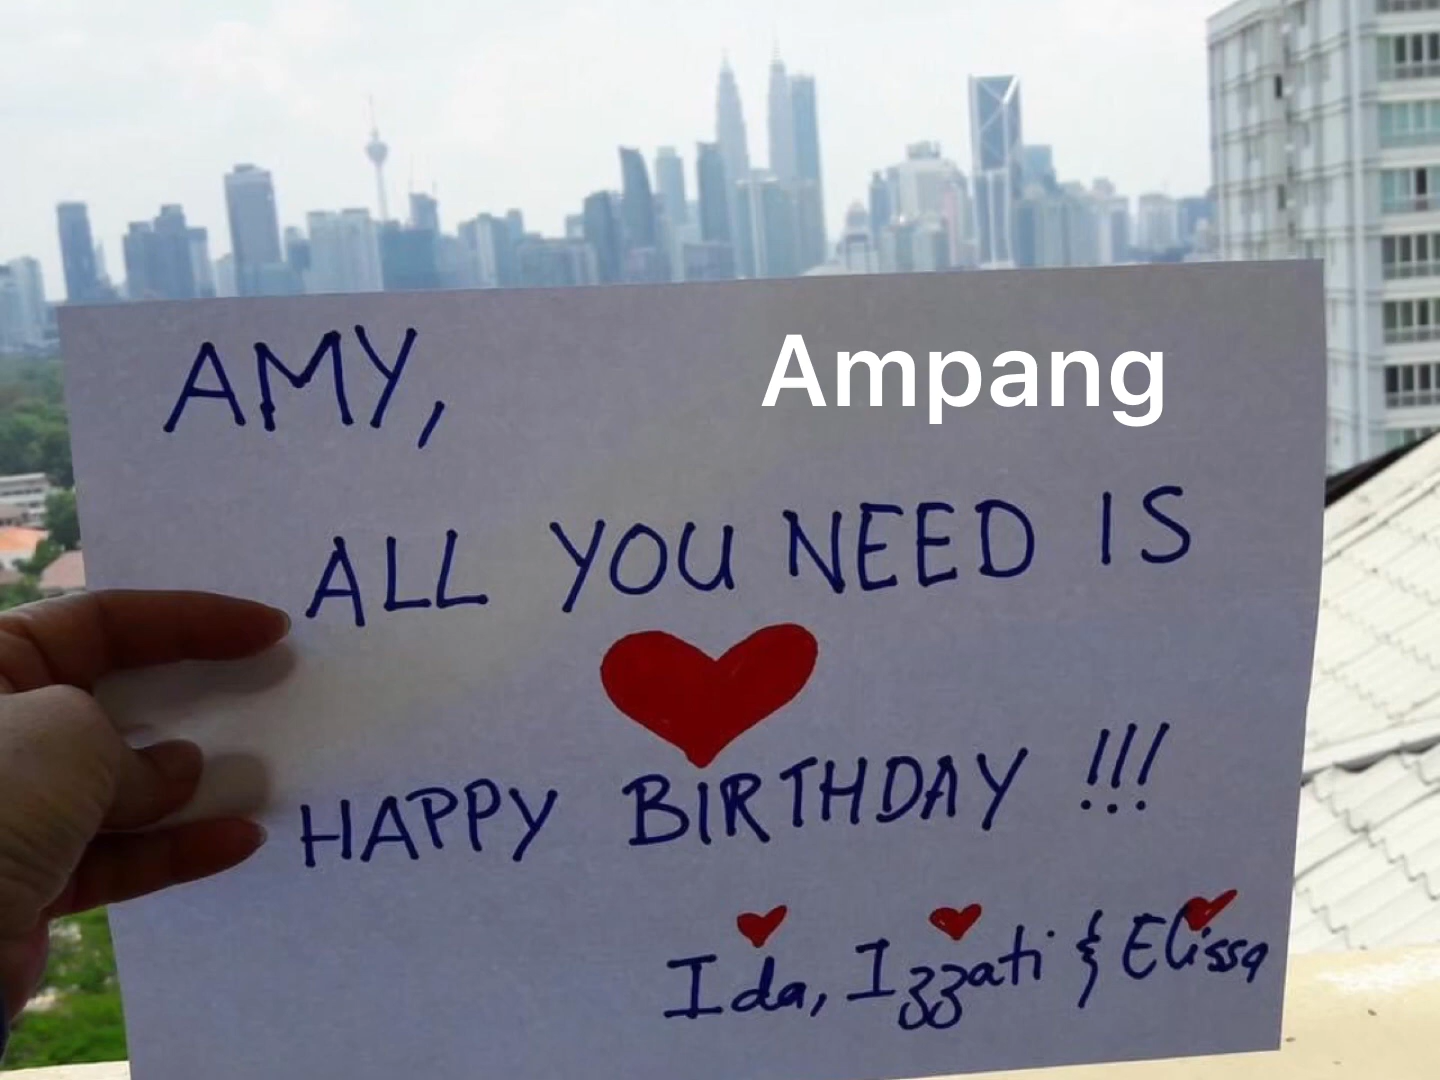 AMY,
Ampang
ALL YOU NEED IS
HAPPY BIRTHDAY !!!
Ida, Izzati & Elissa